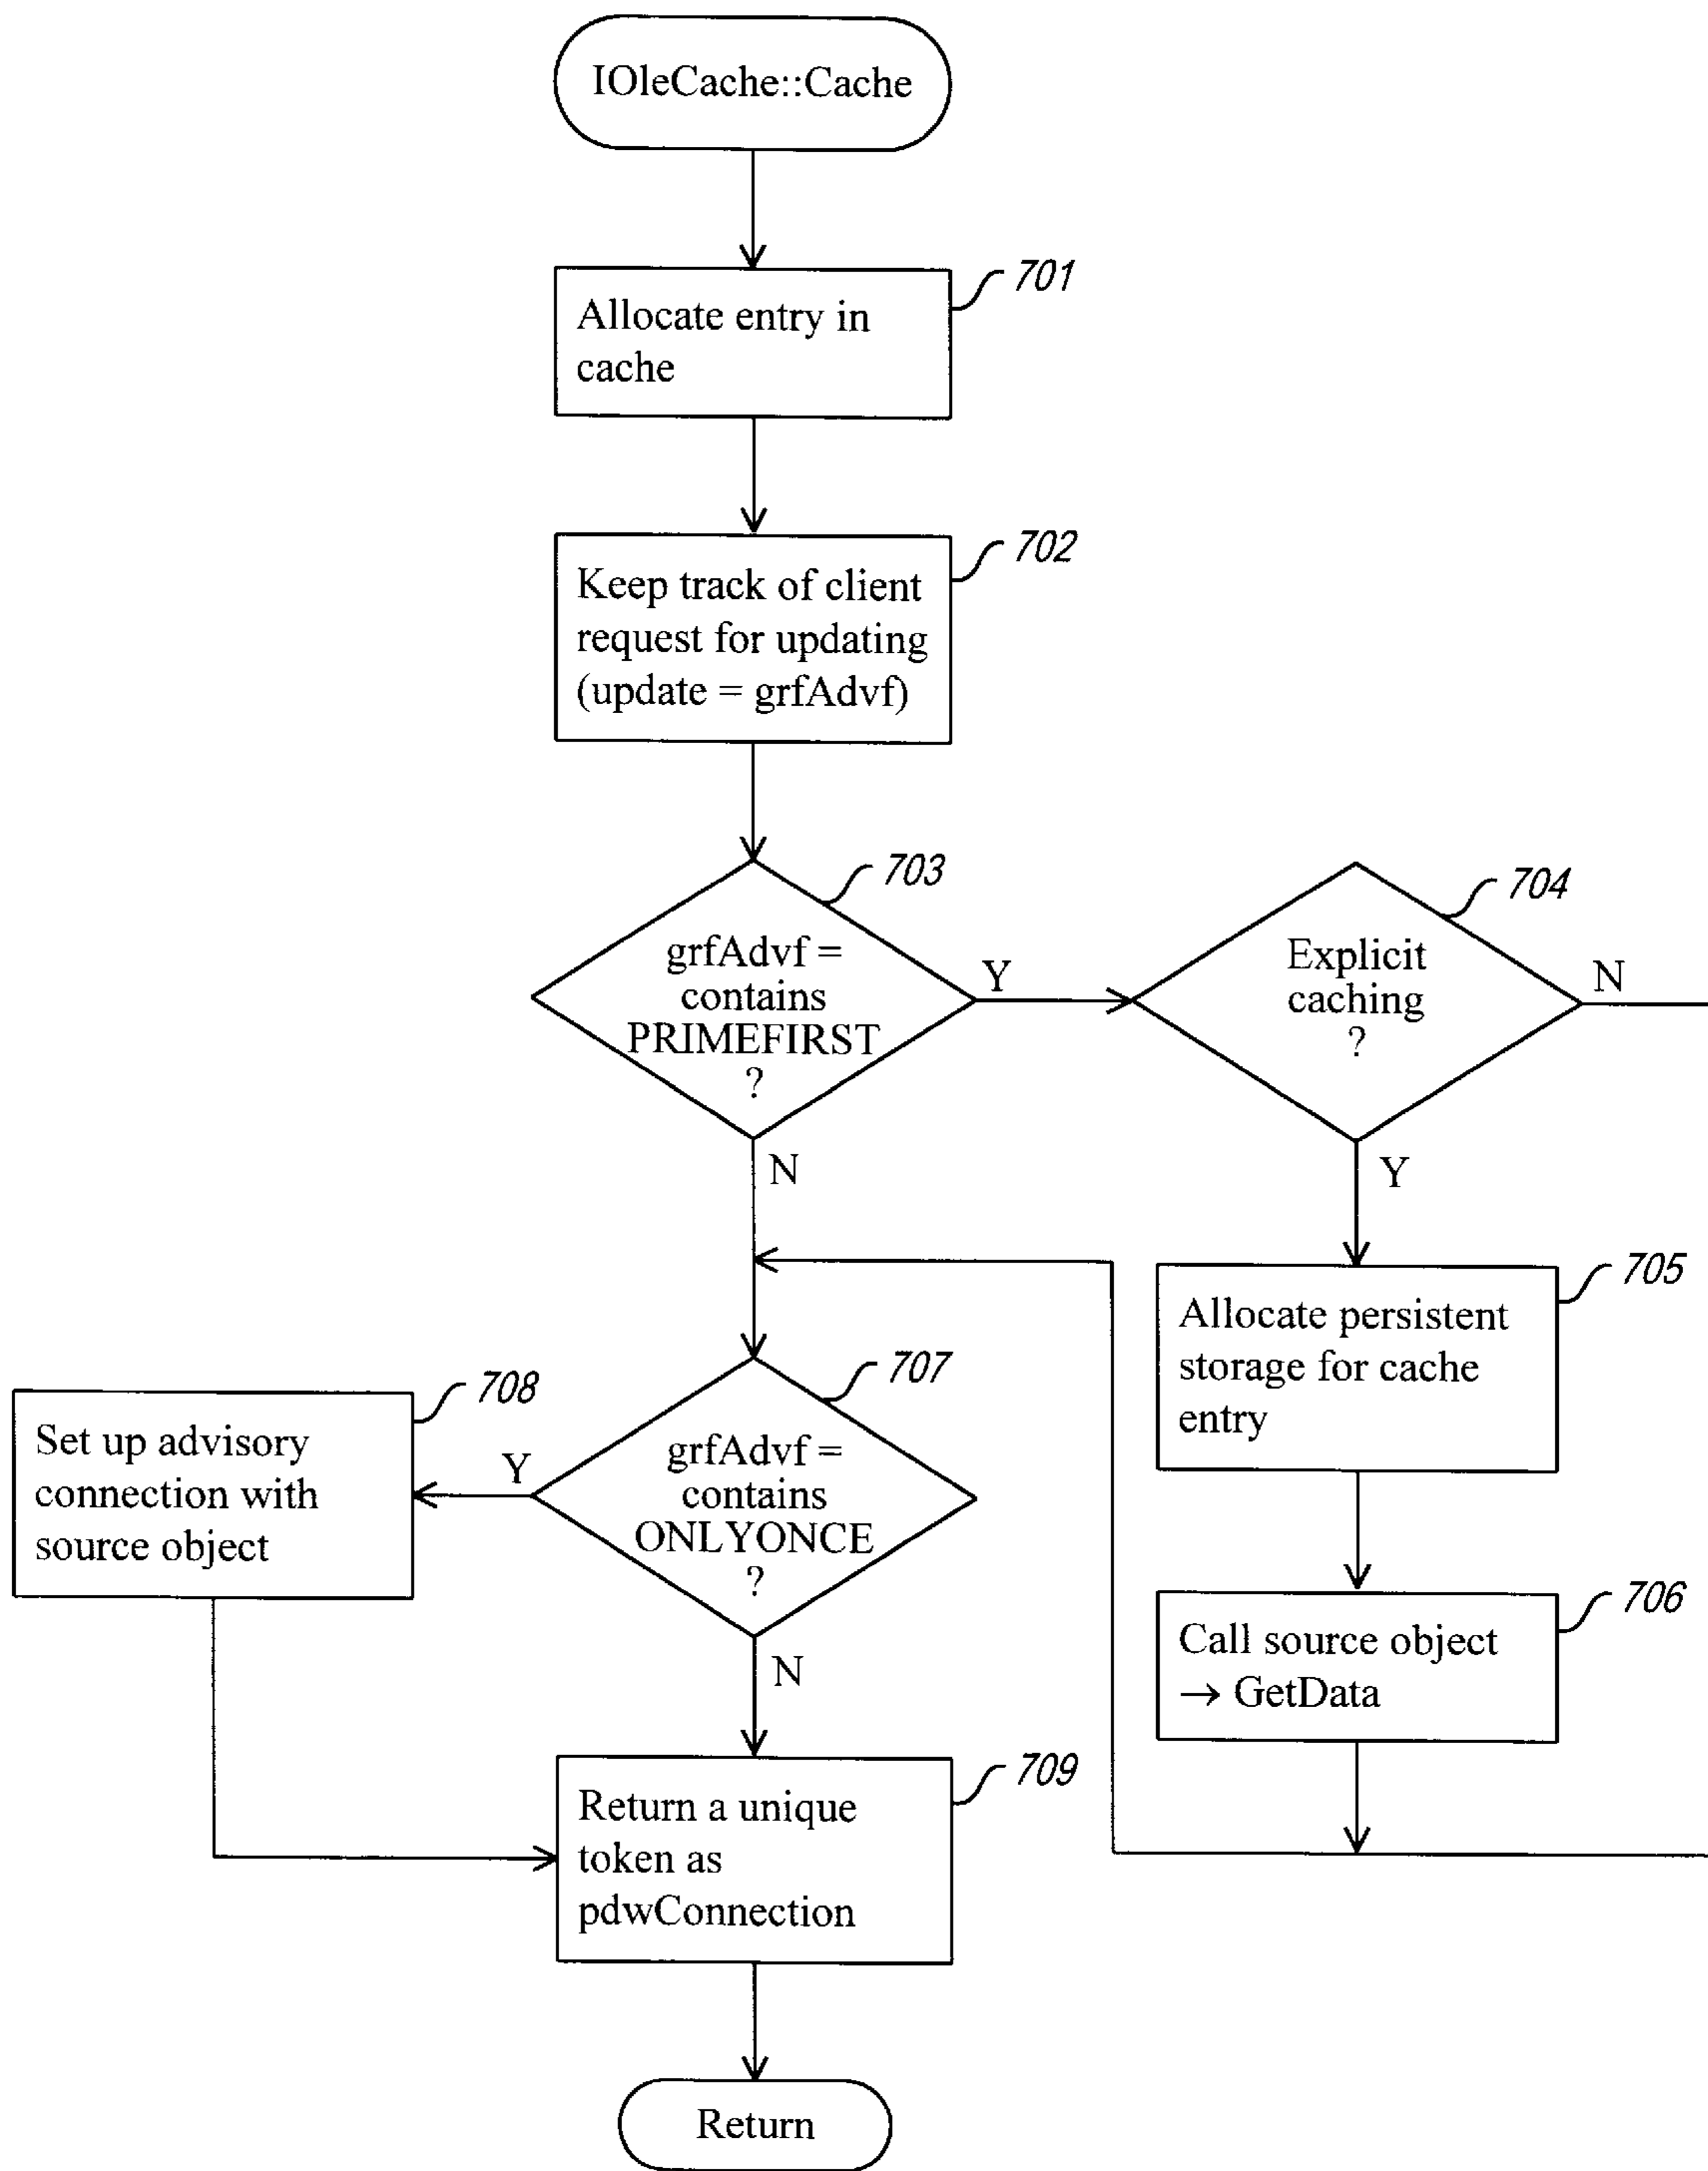 IOleCache::Cache
701
Allocate entry in
cache
702
Keep track of client
request for updating
(update = grfAdvf)
703
grfAdvf =
contains
PRIMEFIRST
?
Y
N
704
Explicit
caching
?
N
Y
705
Allocate persistent
storage for cache
entry
706
Call source object
→ GetData
707
grfAdvf =
contains
ONLYONCE
?
Y
N
708
Set up advisory
connection with
source object
709
Return a unique
token as
pdwConnection
Return